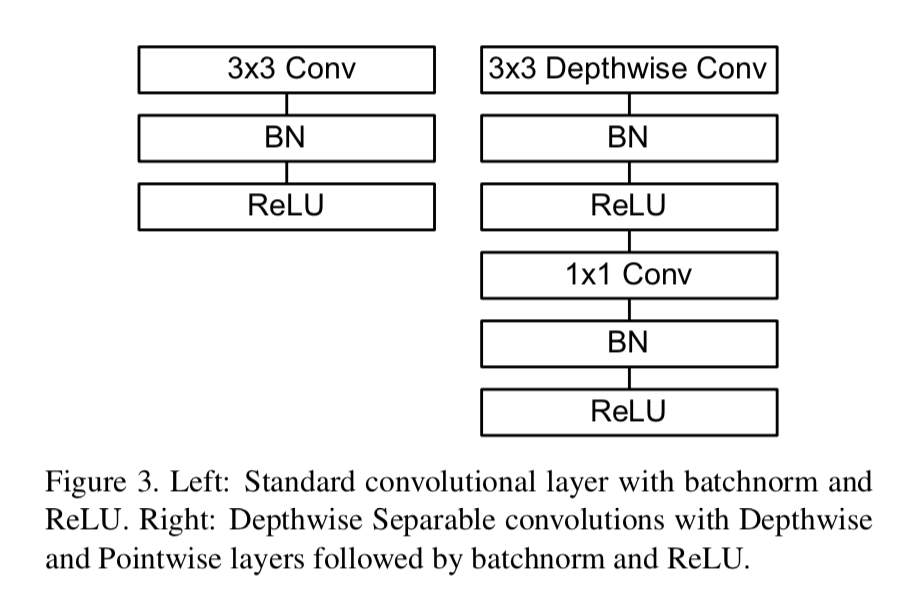 3x3 Conv
BN
ReLU
3x3 Depthwise Conv
BN
ReLU
1x1 Conv
BN
ReLU
Figure 3. Left: Standard convolutional layer with batchnorm and
ReLU. Right: Depthwise Separable convolutions with Depthwise
and Pointwise layers followed by batchnorm and ReLU.